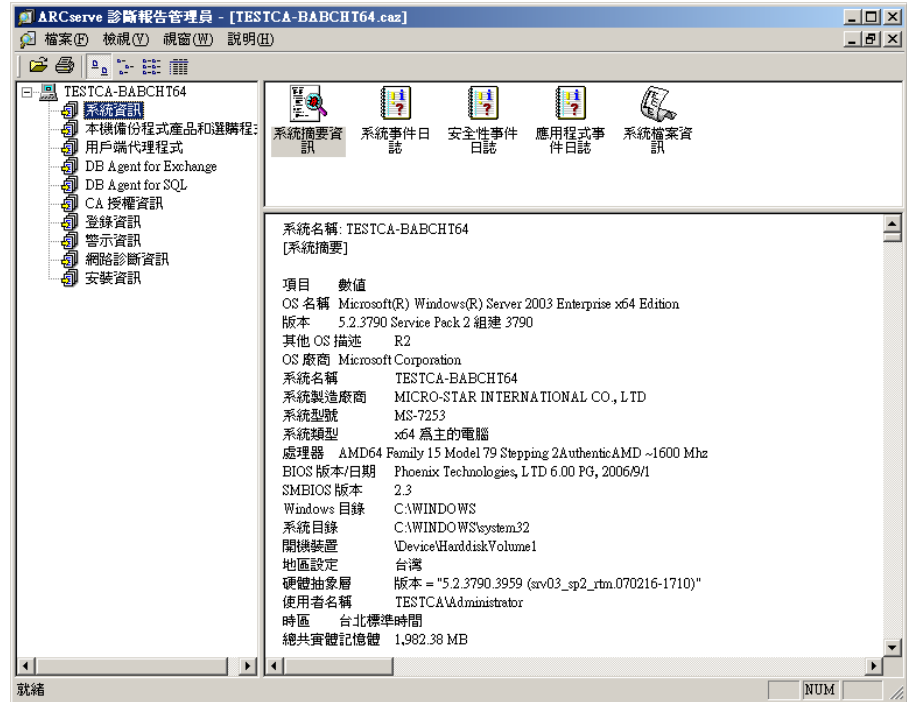 ARCserve 診斷報告管理員 - [TESTCA-BABCHT64.caz]
檔案(F) 檢視(V) 視窗(W) 說明(H)
TESTCA-BABCHT64
系統資訊
本機備份程式產品和選購程式
用戶端代理程式
DB Agent for Exchange
DB Agent for SQL
CA 授權資訊
登錄資訊
警示資訊
網路診斷資訊
安裝資訊
系統摘要資訊
系統事件日誌
安全性事件日誌
應用程式事件日誌
系統檔案資訊
系統名稱: TESTCA-BABCHT64
[系統摘要]
項目 數值
OS 名稱 Microsoft(R) Windows(R) Server 2003 Enterprise x64 Edition
版本 5.2.3790 Service Pack 2 組建 3790
其他 OS 描述 R2
OS 廠商 Microsoft Corporation
系統名稱 TESTCA-BABCHT64
系統製造廠商 MICRO-STAR INTERNATIONAL CO., LTD
系統型號 MS-7253
系統類型 x64 為主的電腦
處理器 AMD64 Family 15 Model 79 Stepping 2AuthenticAMD ~1600 Mhz
BIOS 版本/日期 Phoenix Technologies, LTD 6.00 PG, 2006/9/1
SMBIOS 版本 2.3
Windows 目錄 C:\WINDOWS
系統目錄 C:\WINDOWS\system32
開機裝置 \Device\HarddiskVolume1
地區設定 台灣
硬體抽象層 版本 = "5.2.3790.3959 (srv03_sp2_rtm.070216-1710)"
使用者名稱 TESTCA\Administrator
時區 台北標準時間
總共實體記憶體 1,982.38 MB
就緒
NUM